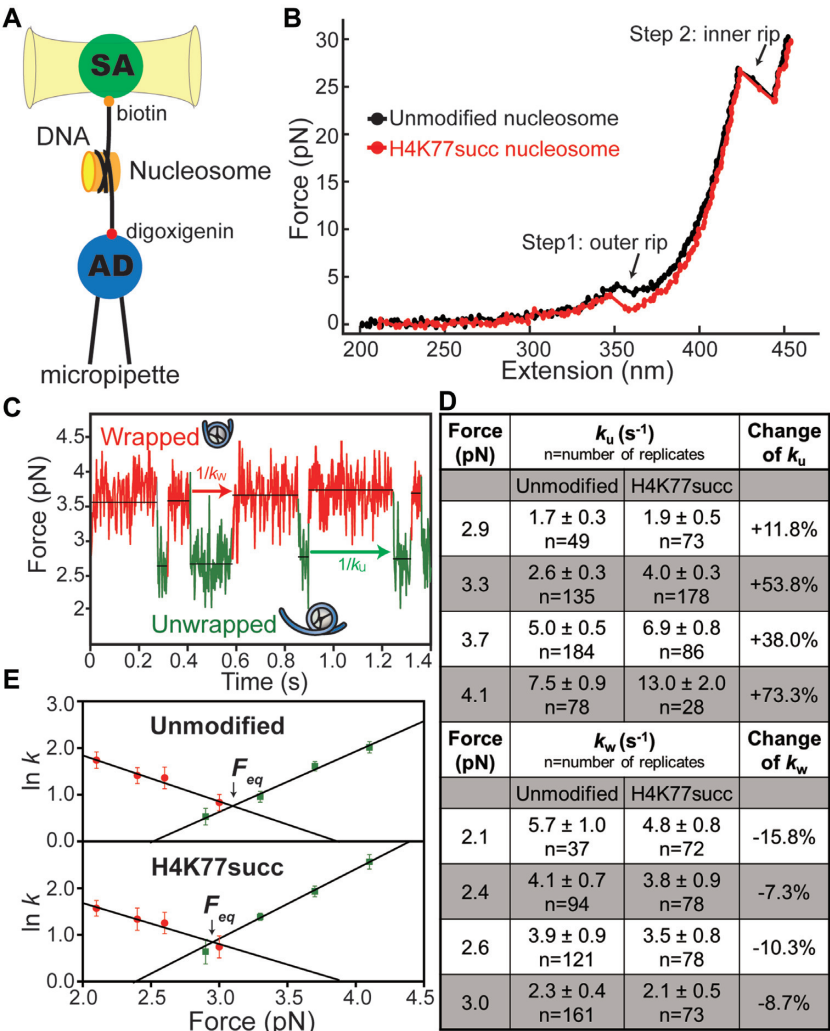 A
SA
biotin
DNA
Nucleosome
digoxigenin
AD
micropipette
B
Force (pN)
30
25
20
15
10
5
0
Step 2: inner rip
Unmodified nucleosome
H4K77succ nucleosome
Step1: outer rip
200 250 300 350 400 450
Extension (nm)
C
Force (pN)
4.5
4
3.5
3
2.5
2
Wrapped
1/kw
1/ku
Unwrapped
0 0.2 0.4 0.6 0.8 1.0 1.2 1.4
Time (s)
D
Force (pN) ku (s-1) n=number of replicates Change of ku
Unmodified H4K77succ
2.9 1.7 ± 0.3 n=49 1.9 ± 0.5 n=73 +11.8%
3.3 2.6 ± 0.3 n=135 4.0 ± 0.3 n=178 +53.8%
3.7 5.0 ± 0.5 n=184 6.9 ± 0.8 n=86 +38.0%
4.1 7.5 ± 0.9 n=78 13.0 ± 2.0 n=28 +73.3%
Force (pN) kw (s-1) n=number of replicates Change of kw
Unmodified H4K77succ
2.1 5.7 ± 1.0 n=37 4.8 ± 0.8 n=72 -15.8%
2.4 4.1 ± 0.7 n=94 3.8 ± 0.9 n=78 -7.3%
2.6 3.9 ± 0.9 n=121 3.5 ± 0.8 n=78 -10.3%
3.0 2.3 ± 0.4 n=161 2.1 ± 0.5 n=73 -8.7%
E
3.0
2.0
1.0
0.0
ln k
Unmodified
Feq
2.0
1.0
0.0
ln k
H4K77succ
Feq
2.0 2.5 3.0 3.5 4.0 4.5
Force (pN)